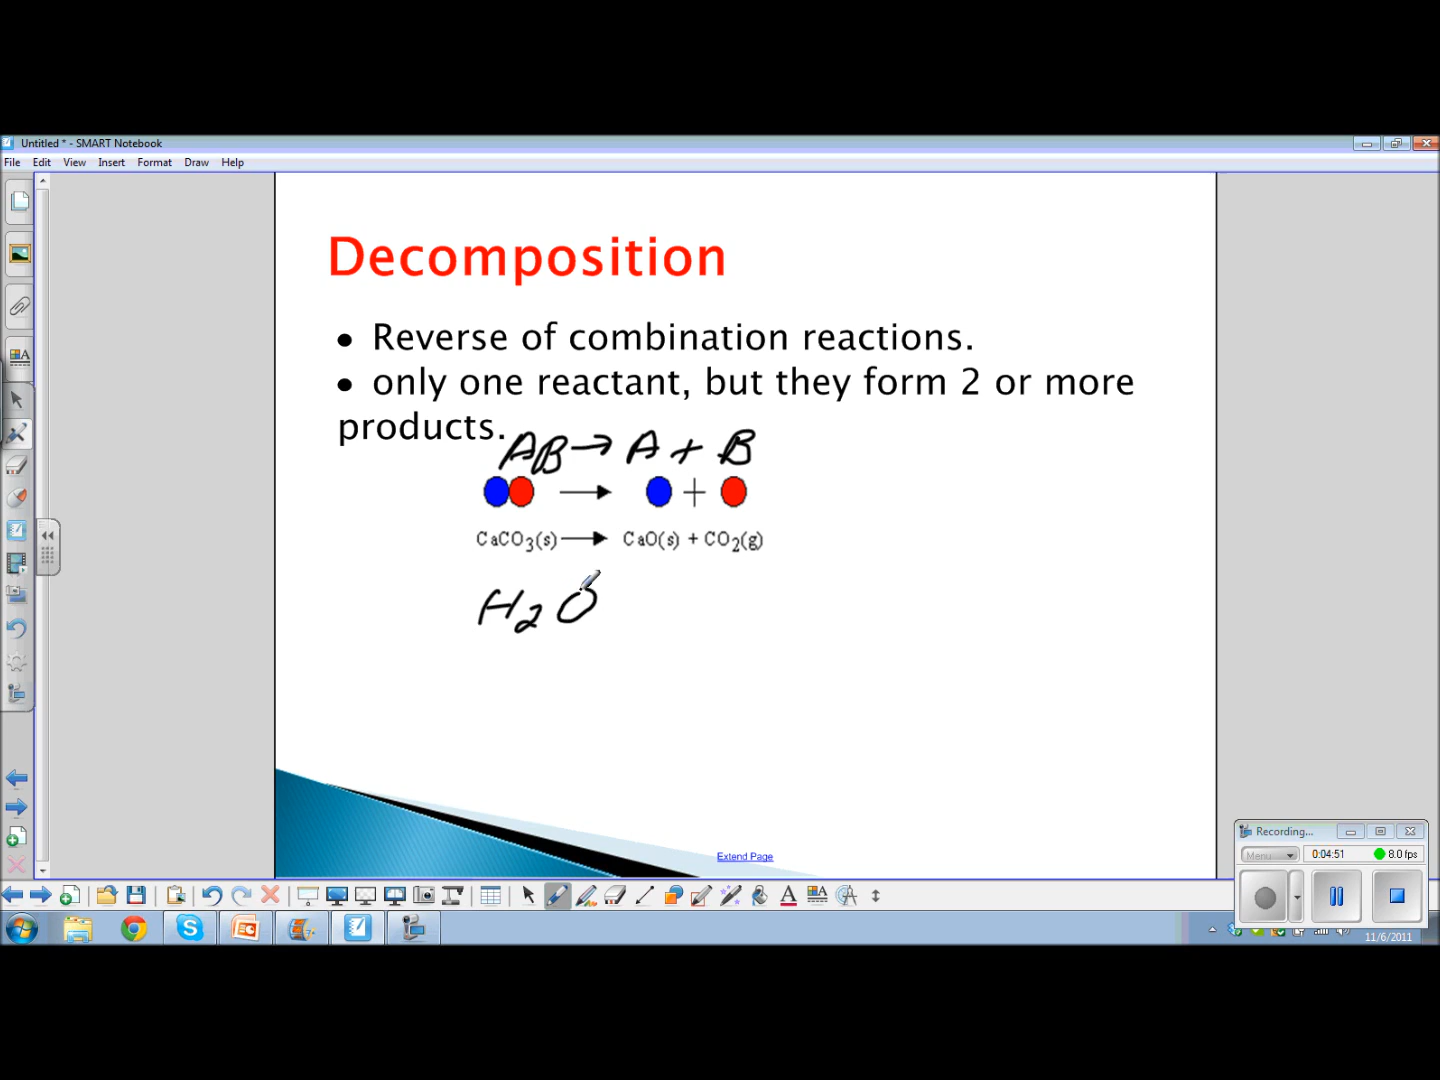 Untitled * - SMART Notebook
File Edit View Insert Format Draw Help
Decomposition
• Reverse of combination reactions.
• only one reactant, but they form 2 or more
products.
AB → A + B
+
CaCO3(s) → CaO(s) + CO2(g)
H2O
Extend Page
Recording...
Menu 0:04:51 8.0 fps
11/6/2011